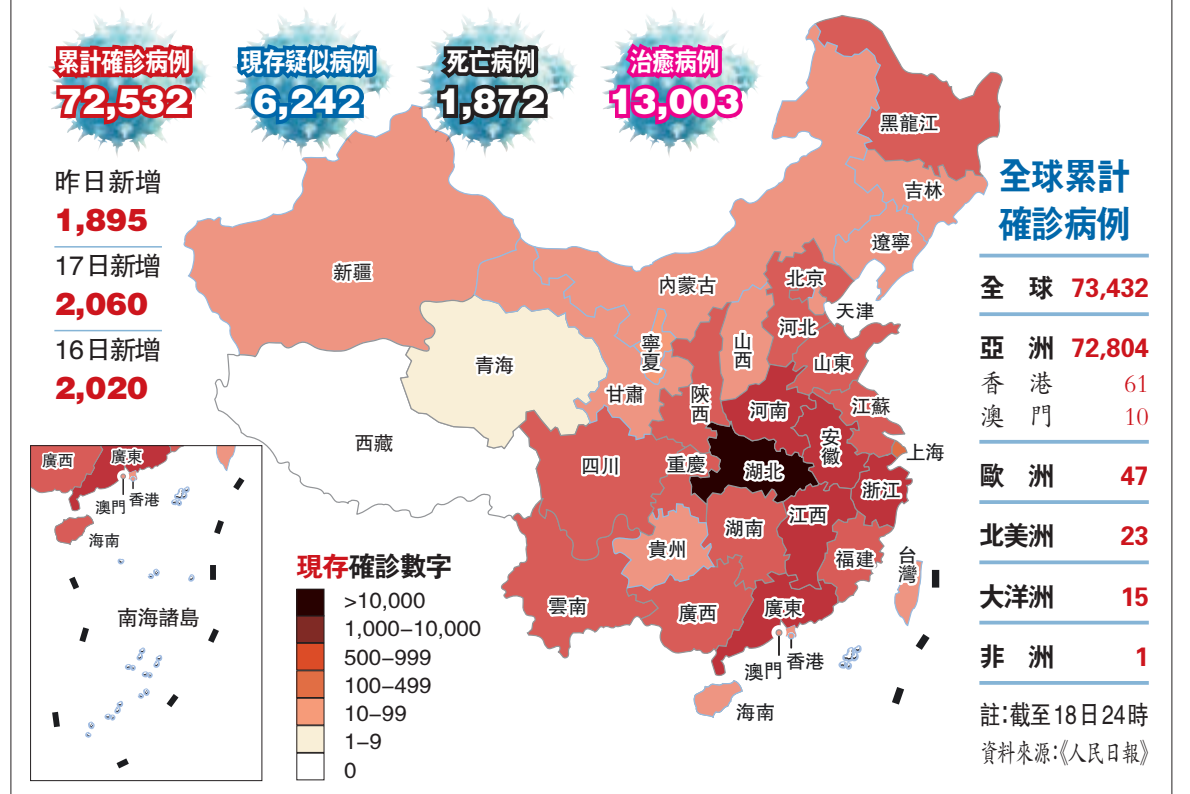 累計確診病例
72,532
現存疑似病例
6,242
死亡病例
1,872
治癒病例
13,003
昨日新增
1,895
17日新增
2,060
16日新增
2,020
黑龍江
吉林
遼寧
內蒙古
北京
天津
河北
山西
山東
新疆
青海
西藏
甘肅
寧夏
陝西
河南
江蘇
安徽
上海
四川
重慶
湖北
浙江
江西
湖南
貴州
福建
台灣
雲南
廣西
廣東
澳門
香港
海南
全球累計
確診病例
全球 73,432
亞洲 72,804
香港 61
澳門 10
歐洲 47
北美洲 23
大洋洲 15
非洲 1
註:截至18日24時
資料來源:《人民日報》
現存確診數字
>10,000
1,000–10,000
500–999
100–499
10–99
1–9
0
廣西
廣東
澳門
香港
海南
南海諸島